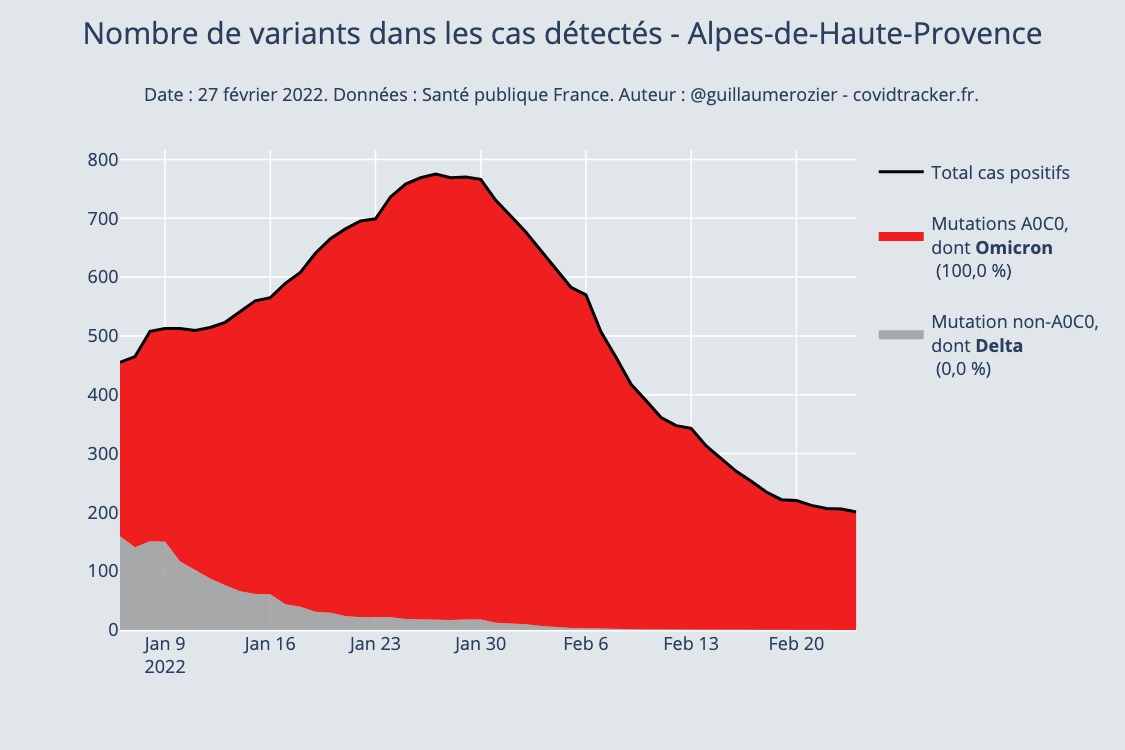 Nombre de variants dans les cas détectés - Alpes-de-Haute-Provence
Date : 27 février 2022. Données : Santé publique France. Auteur : @guillaumerozier - covidtracker.fr.
800
700
600
500
400
300
200
100
0
Jan 9
2022
Jan 16
Jan 23
Jan 30
Feb 6
Feb 13
Feb 20
Total cas positifs
Mutations A0C0,
dont Omicron
(100,0 %)
Mutation non-A0C0,
dont Delta
(0,0 %)